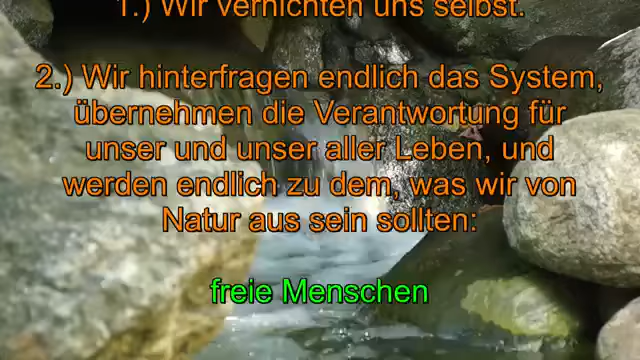 1.) Wir vernichten uns selbst.
2.) Wir hinterfragen endlich das System,
übernehmen die Verantwortung für
unser und unser aller Leben, und
werden endlich zu dem, was wir von
Natur aus sein sollten:
freie Menschen